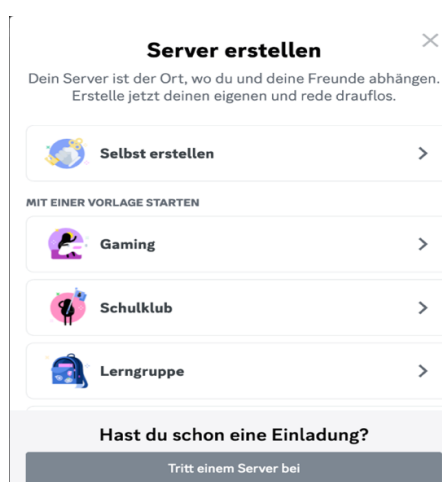 Server erstellen
Dein Server ist der Ort, wo du und deine Freunde abhängen.
Erstelle jetzt deinen eigenen und rede drauflos.
Selbst erstellen
MIT EINER VORLAGE STARTEN
Gaming
Schulklub
Lerngruppe
Hast du schon eine Einladung?
Tritt einem Server bei